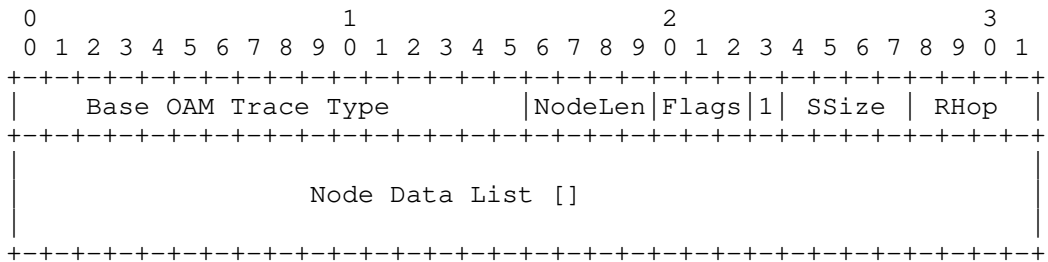 0                   1                   2                   3
 0 1 2 3 4 5 6 7 8 9 0 1 2 3 4 5 6 7 8 9 0 1 2 3 4 5 6 7 8 9 0 1
+-+-+-+-+-+-+-+-+-+-+-+-+-+-+-+-+-+-+-+-+-+-+-+-+-+-+-+-+-+-+-+-+
|    Base OAM Trace Type        |NodeLen|Flags|1| SSize | RHop  |
+-+-+-+-+-+-+-+-+-+-+-+-+-+-+-+-+-+-+-+-+-+-+-+-+-+-+-+-+-+-+-+-+
|                                                               |
|                  Node Data List []                            |
|                                                               |
+-+-+-+-+-+-+-+-+-+-+-+-+-+-+-+-+-+-+-+-+-+-+-+-+-+-+-+-+-+-+-+-+